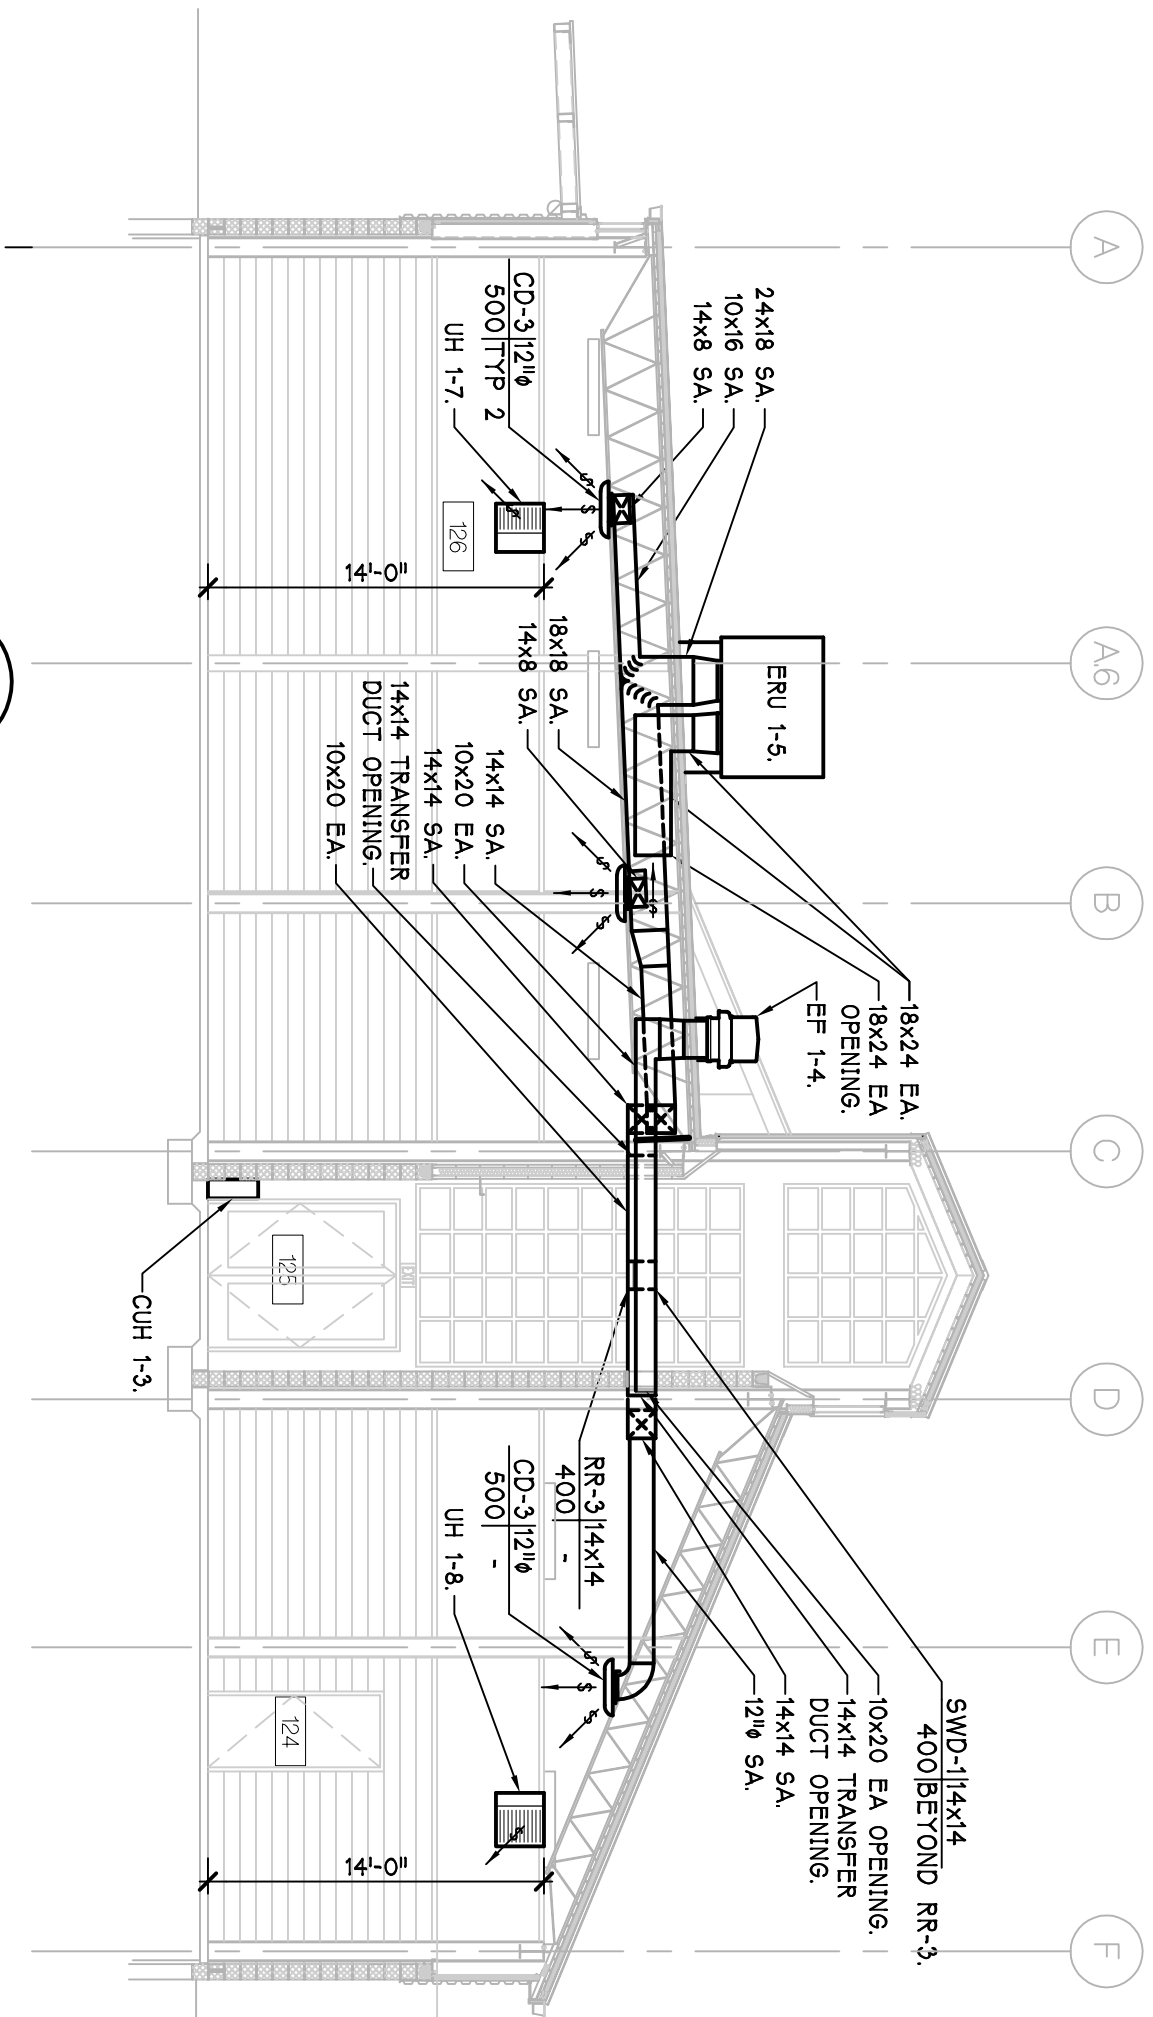 A
A.6
B
C
D
E
F
24x18 SA.
10x16 SA.
14x8 SA.
CD-3 12"ø
500 TYP 2
UH 1-7.
126
14'-0"
ERU 1-5.
18x18 SA.
14x8 SA.
14x14 SA.
10x20 EA.
14x14 SA.
14x14 TRANSFER
DUCT OPENING.
10x20 EA.
18x24 EA.
18x24 EA
OPENING.
EF 1-4.
125
EXIT
CUH 1-3.
SWD-1 14x14
400 BEYOND RR-3.
10x20 EA OPENING.
14x14 TRANSFER
DUCT OPENING.
14x14 SA.
12"ø SA.
RR-3 14x14
400 -
CD-3 12"ø
500 -
UH 1-8.
124
14'-0"